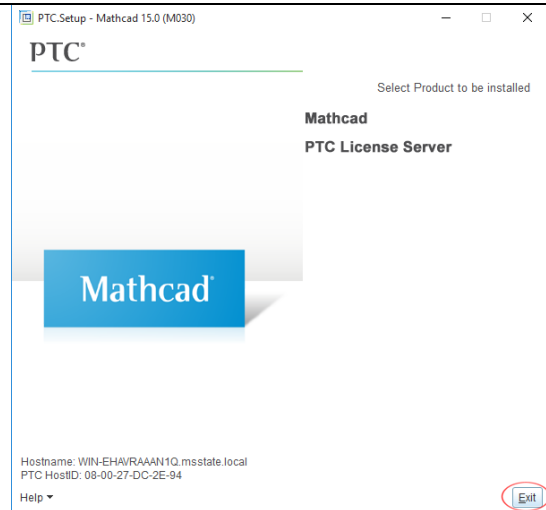 PTC.Setup - Mathcad 15.0 (M030)
PTC®
Select Product to be installed
Mathcad
PTC License Server
Mathcad®
Hostname: WIN-EHAVRAAAN1Q.msstate.local
PTC HostID: 08-00-27-DC-2E-94
Help
Exit